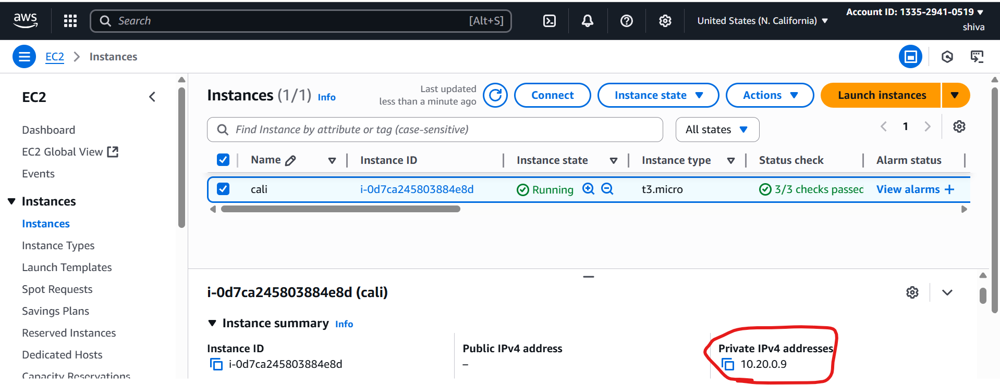 aws
Search [Alt+S]
United States (N. California)
Account ID: 1335-2941-0519
shiva
EC2 Instances
EC2
Dashboard
EC2 Global View
Events
Instances
Instances
Instance Types
Launch Templates
Spot Requests
Savings Plans
Reserved Instances
Dedicated Hosts
Capacity Reservations
Instances (1/1) Info
Last updated
less than a minute ago
Connect
Instance state
Actions
Launch instances
Find Instance by attribute or tag (case-sensitive)
All states
1
Name Instance ID Instance state Instance type Status check Alarm status
cali i-0d7ca245803884e8d Running t3.micro 3/3 checks passed View alarms
i-0d7ca245803884e8d (cali)
Instance summary Info
Instance ID
i-0d7ca245803884e8d
Public IPv4 address
–
Private IPv4 addresses
10.20.0.9